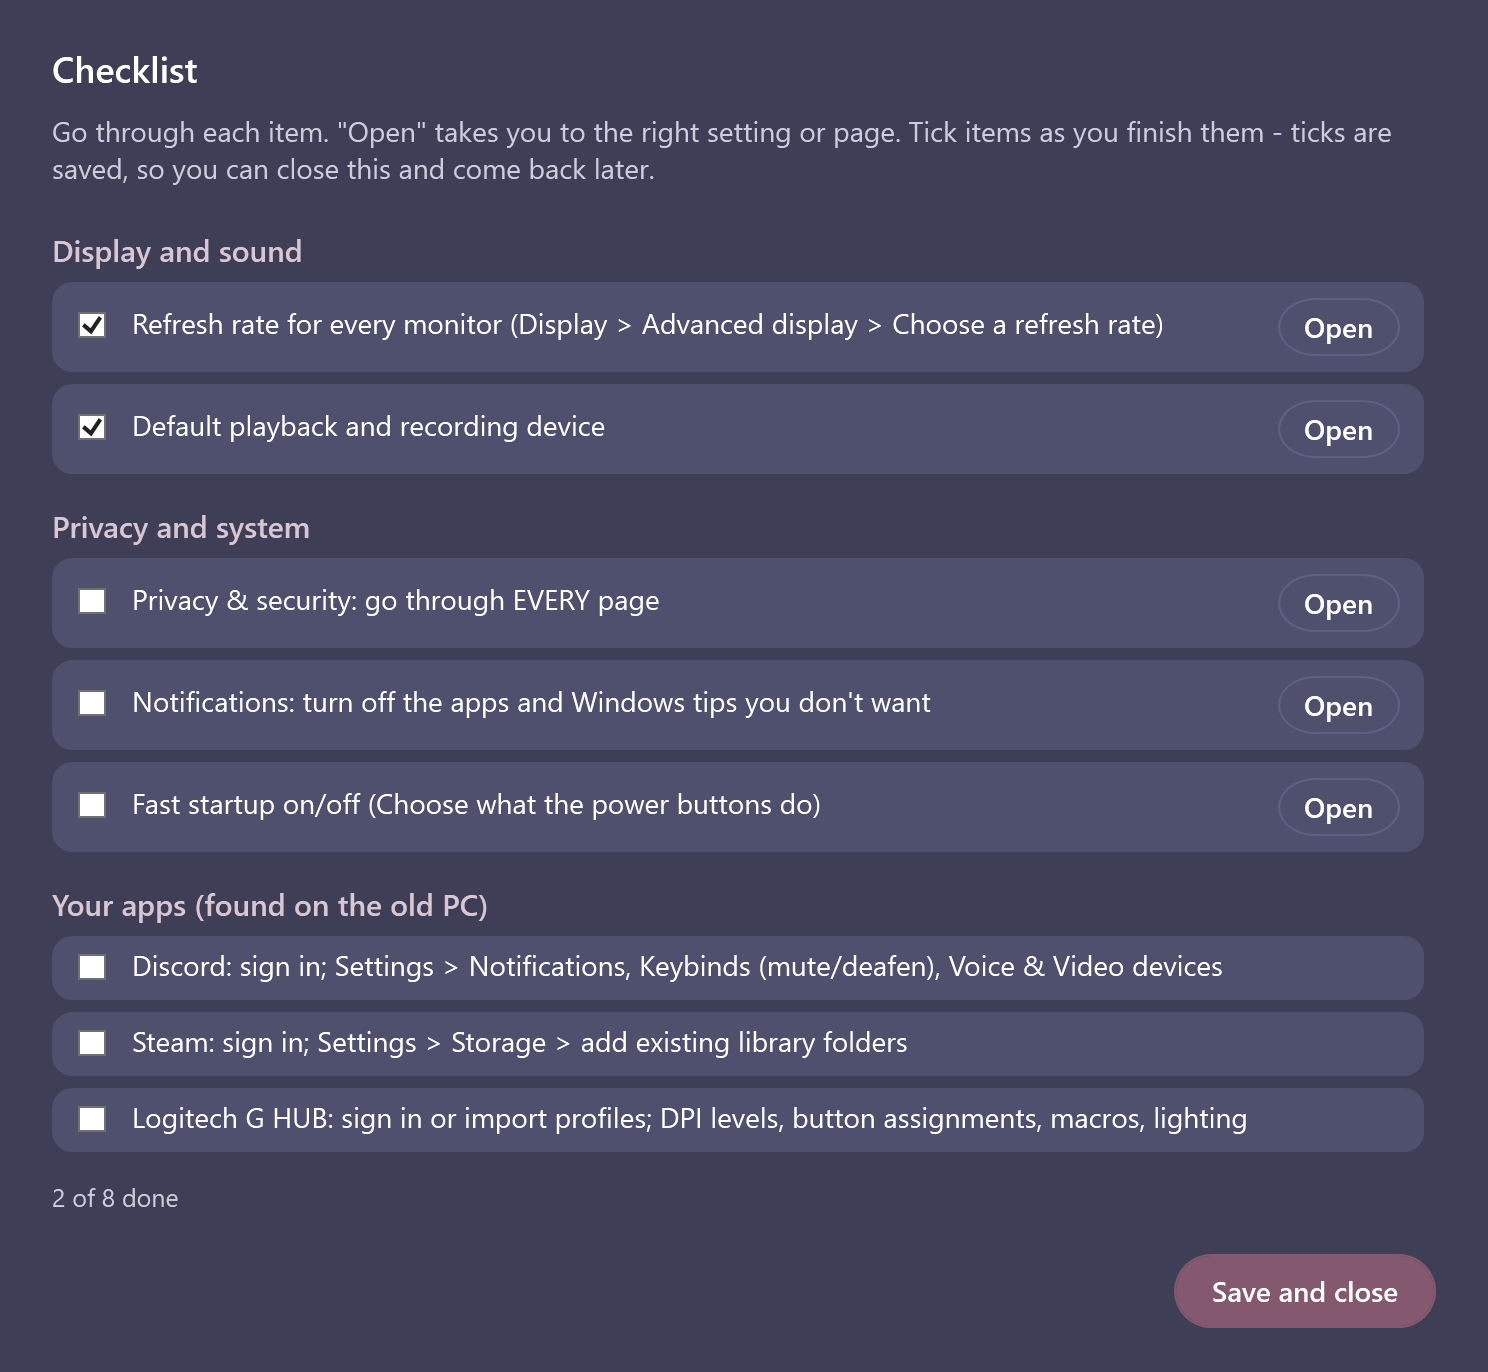 Checklist
Go through each item. "Open" takes you to the right setting or page. Tick items as you finish them - ticks are
saved, so you can close this and come back later.
Display and sound
Refresh rate for every monitor (Display > Advanced display > Choose a refresh rate)
Open
Default playback and recording device
Open
Privacy and system
Privacy & security: go through EVERY page
Open
Notifications: turn off the apps and Windows tips you don't want
Open
Fast startup on/off (Choose what the power buttons do)
Open
Your apps (found on the old PC)
Discord: sign in; Settings > Notifications, Keybinds (mute/deafen), Voice & Video devices
Steam: sign in; Settings > Storage > add existing library folders
Logitech G HUB: sign in or import profiles; DPI levels, button assignments, macros, lighting
2 of 8 done
Save and close